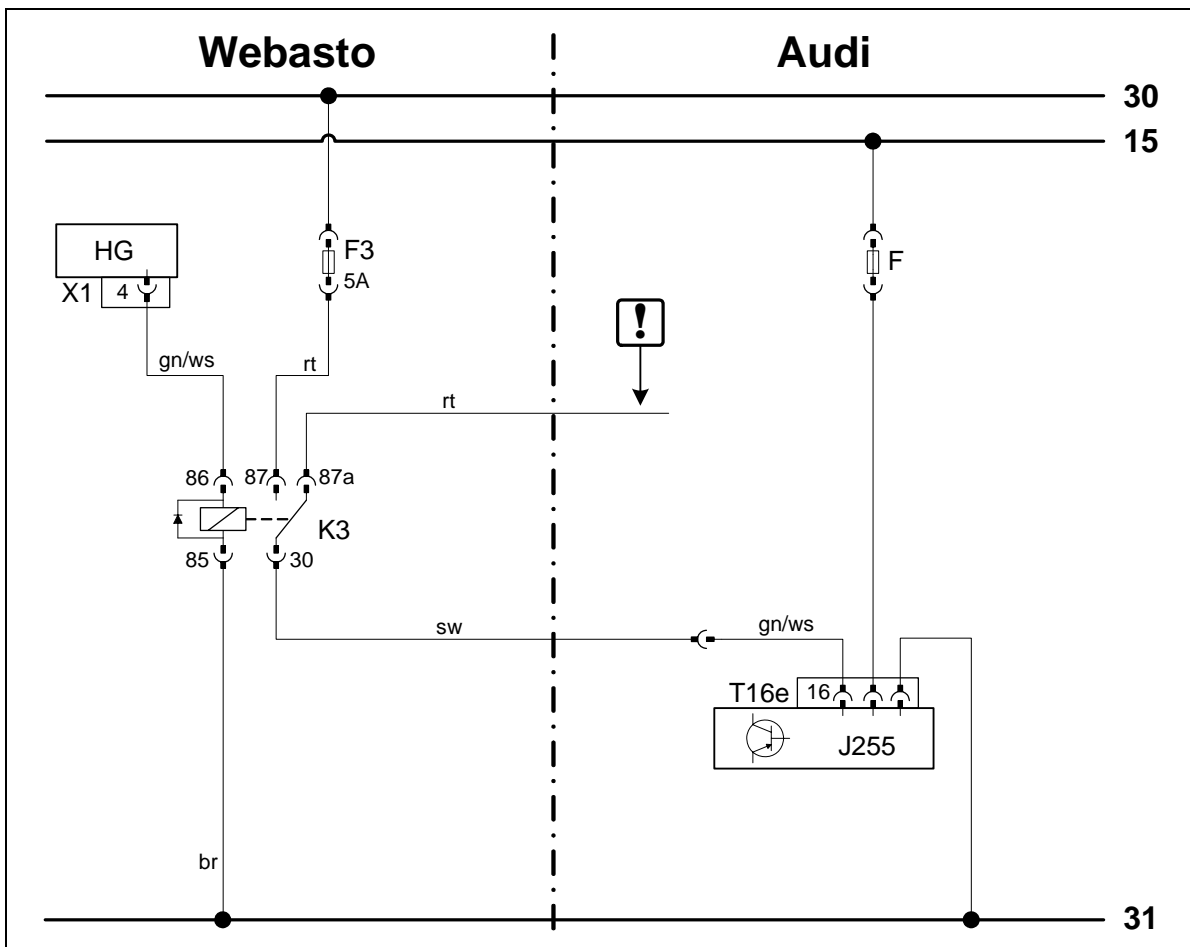 Webasto Audi
30
15
HG
F3
F
X1 4
5A
!
gn/ws rt
rt
86 87 87a
K3
85 30
sw gn/ws
T16e 16
J255
br
31